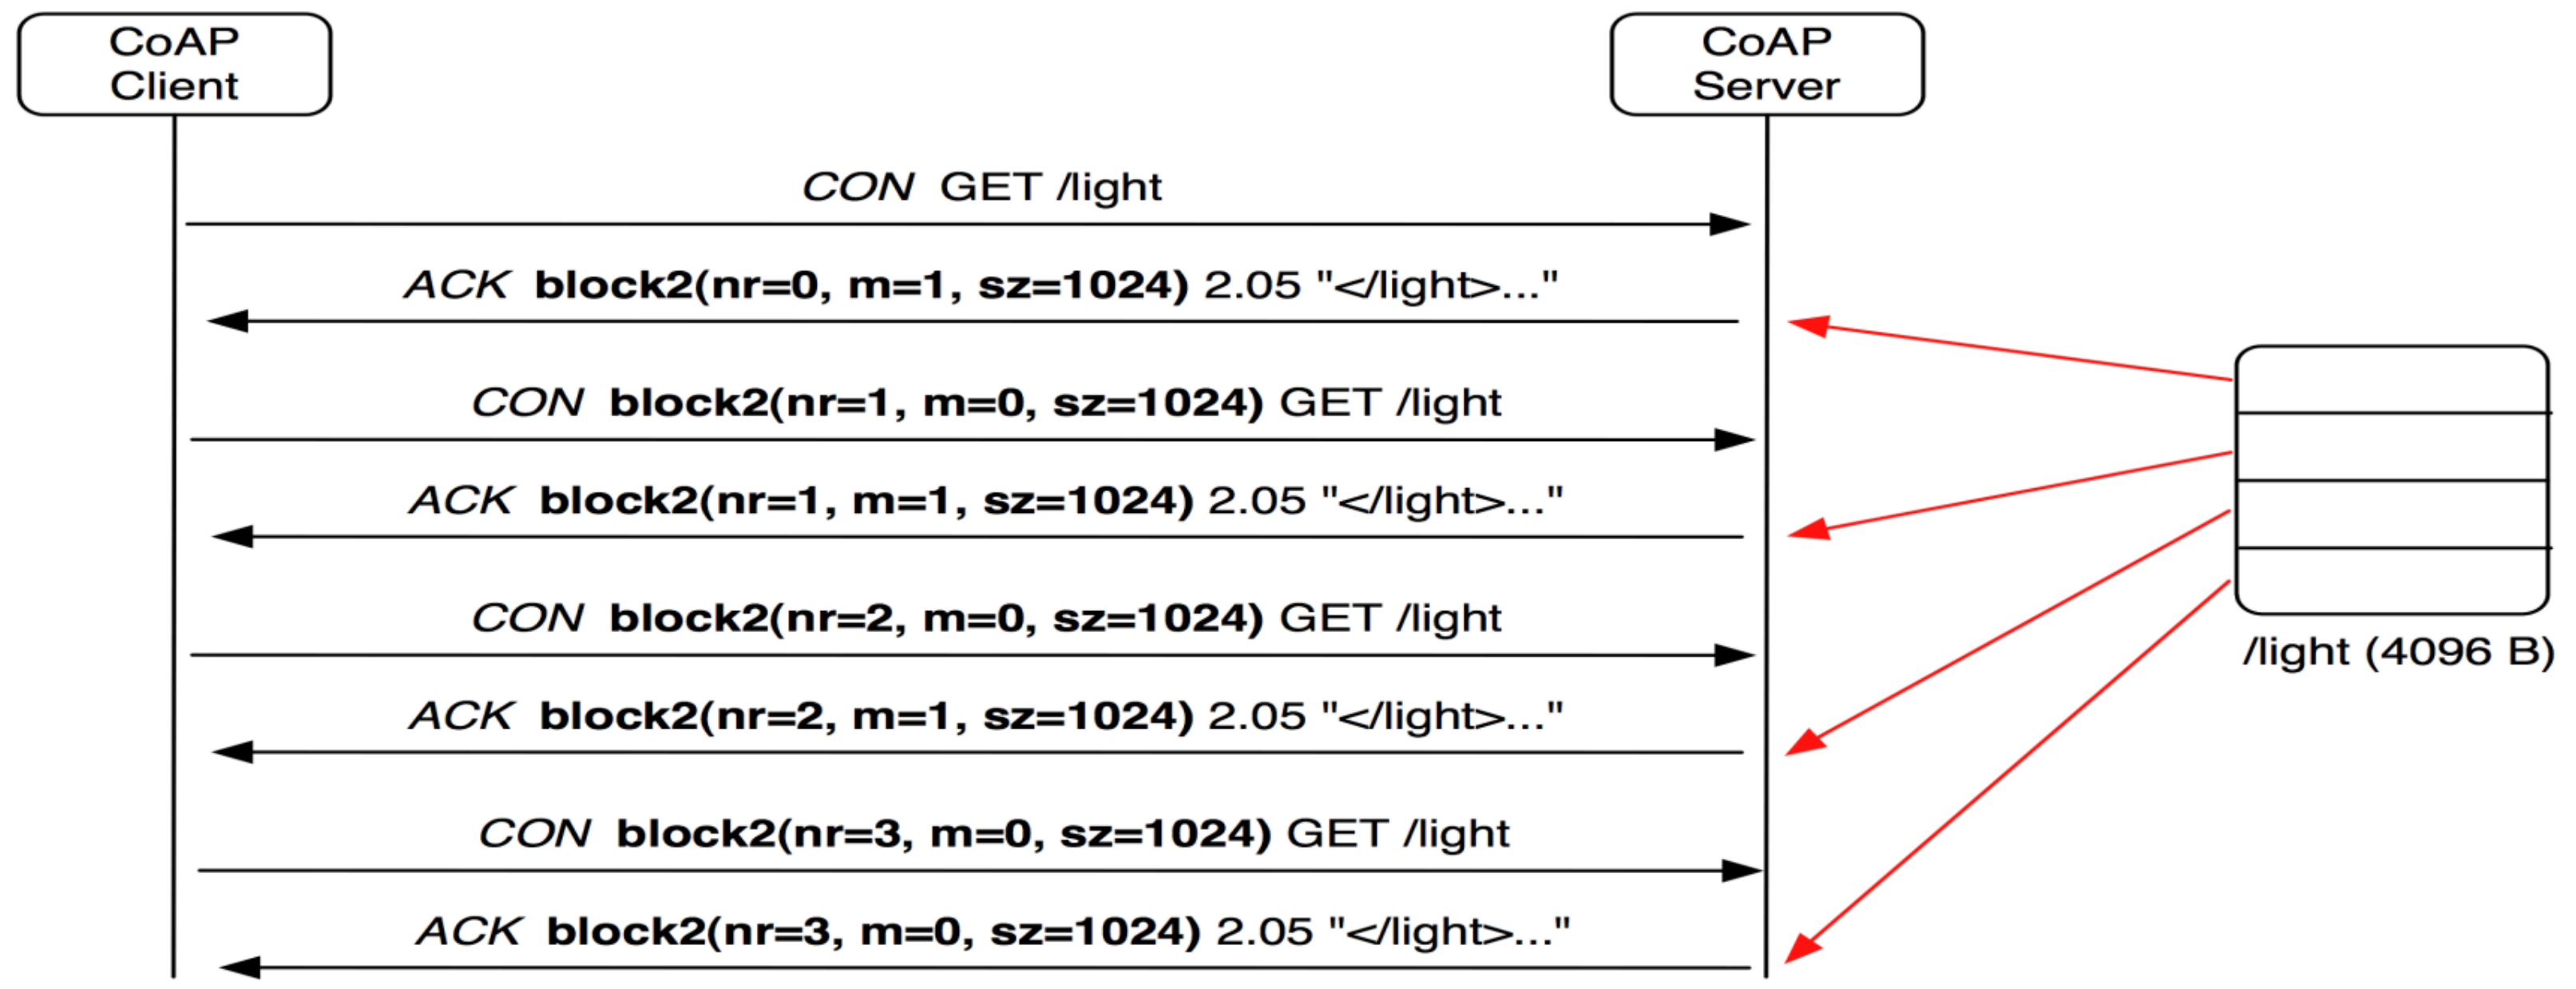 CoAP
Client
CoAP
Server
CON GET /light
ACK block2(nr=0, m=1, sz=1024) 2.05 "</light>..."
CON block2(nr=1, m=0, sz=1024) GET /light
ACK block2(nr=1, m=1, sz=1024) 2.05 "</light>..."
CON block2(nr=2, m=0, sz=1024) GET /light
/light (4096 B)
ACK block2(nr=2, m=1, sz=1024) 2.05 "</light>..."
CON block2(nr=3, m=0, sz=1024) GET /light
ACK block2(nr=3, m=0, sz=1024) 2.05 "</light>..."